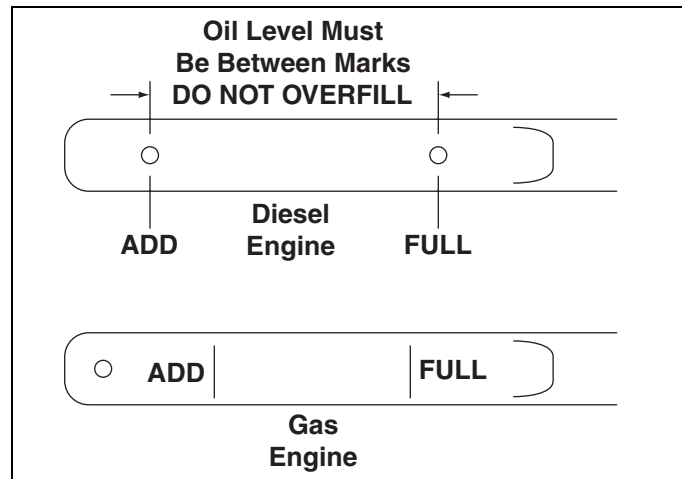 Oil Level Must
Be Between Marks
DO NOT OVERFILL
Diesel
Engine
ADD
FULL
ADD
FULL
Gas
Engine